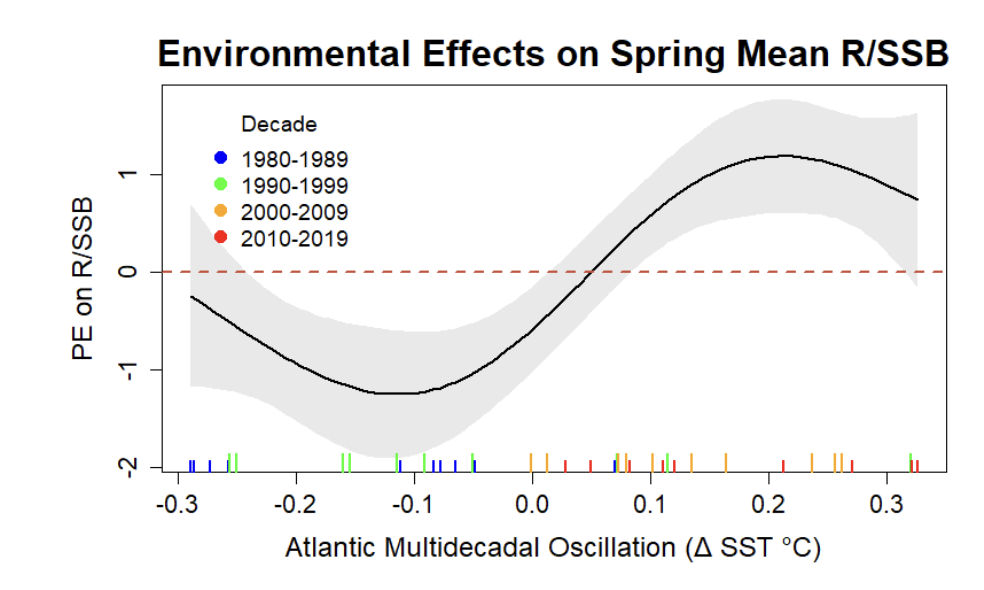 Environmental Effects on Spring Mean R/SSB
Decade
1980-1989
1990-1999
2000-2009
2010-2019
PE on R/SSB
1
0
-1
-2
-0.3 -0.2 -0.1 0.0 0.1 0.2 0.3
Atlantic Multidecadal Oscillation (Δ SST °C)